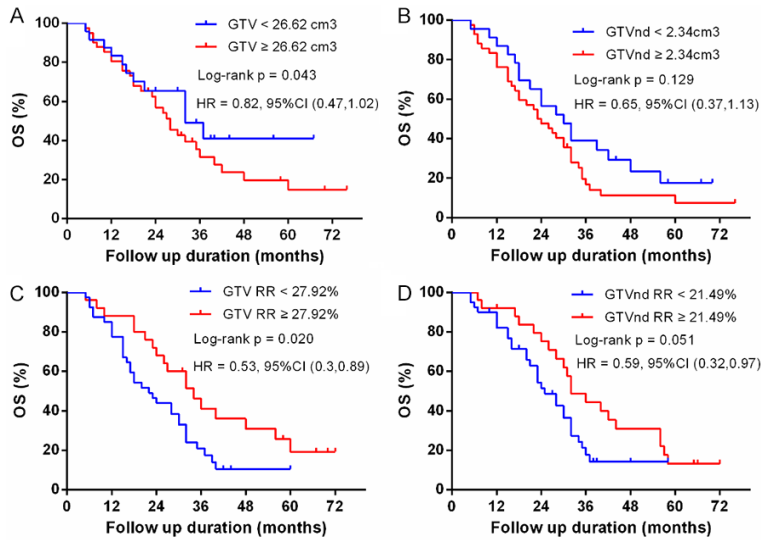 A
GTV < 26.62 cm3
GTV ≥ 26.62 cm3
Log-rank p = 0.043
HR = 0.82, 95%CI (0.47,1.02)
OS (%)
100
80
60
40
20
0
0 12 24 36 48 60 72
Follow up duration (months)
B
GTVnd < 2.34cm3
GTVnd ≥ 2.34cm3
Log-rank p = 0.129
HR = 0.65, 95%CI (0.37,1.13)
OS (%)
100
80
60
40
20
0
0 12 24 36 48 60 72
Follow up duration (months)
C
GTV RR < 27.92%
GTV RR ≥ 27.92%
Log-rank p = 0.020
HR = 0.53, 95%CI (0.3,0.89)
OS (%)
100
80
60
40
20
0
0 12 24 36 48 60 72
Follow up duration (months)
D
GTVnd RR < 21.49%
GTVnd RR ≥ 21.49%
Log-rank p = 0.051
HR = 0.59, 95%CI (0.32,0.97)
OS (%)
100
80
60
40
20
0
0 12 24 36 48 60 72
Follow up duration (months)